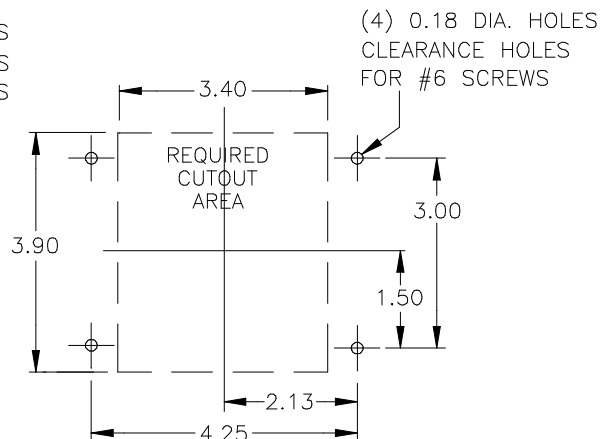 S
S
S
(4) 0.18 DIA. HOLES
CLEARANCE HOLES
FOR #6 SCREWS
3.40
REQUIRED
CUTOUT
AREA
3.90
3.00
1.50
2.13
4.25